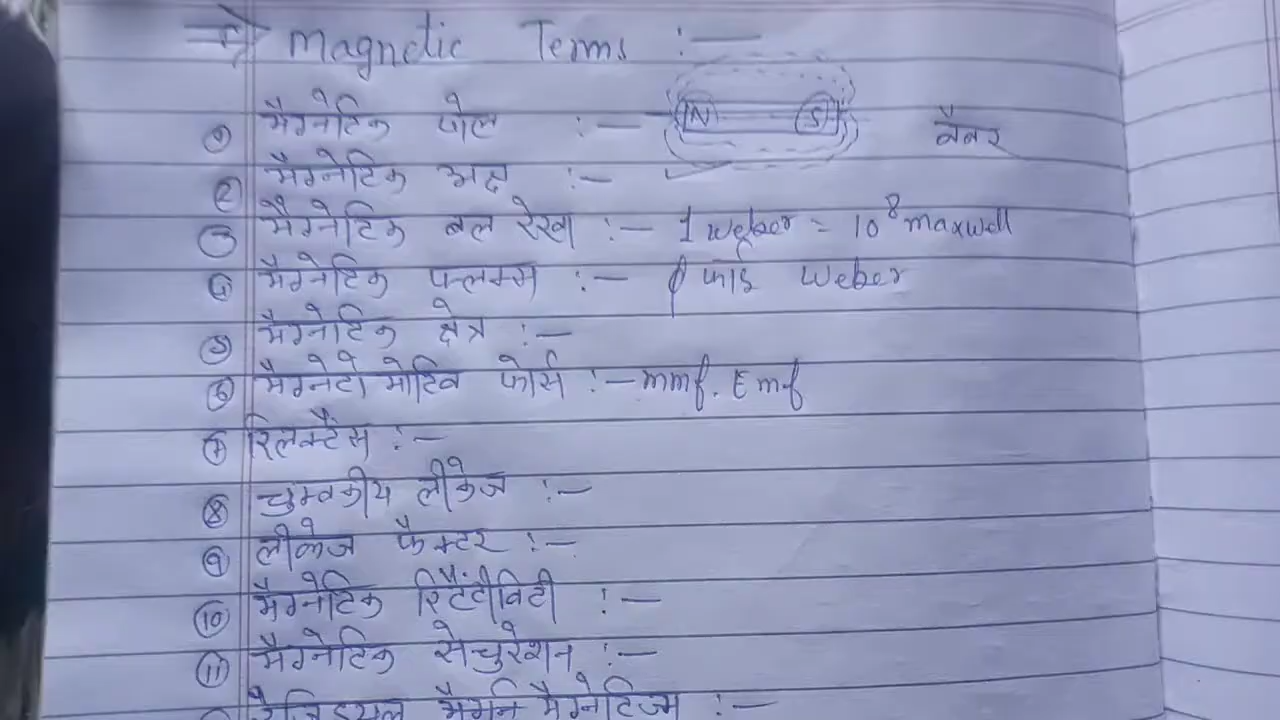 Magnetic Terms :—
① मैग्नेटिक पोल :— N S वैबर
② मैग्नेटिक अक्ष :—
③ मैग्नेटिक बल रेखा :— 1 weber = 10⁸ maxwell
④ मैग्नेटिक फ्लक्स :— ϕ फाई weber
⑤ मैग्नेटिक क्षेत्र :—
⑥ मैग्नेटो मोटिव फोर्स :— mmf. Emf
⑦ रिलक्टैंस :—
⑧ चुम्वकीय लीकेज :—
⑨ लीकेज फैक्टर :—
⑩ मैग्नेटिक रिटैंटीविटी :—
⑪ मैग्नेटिक सेचुरेशन :—
मैग्नेटिज्म :—